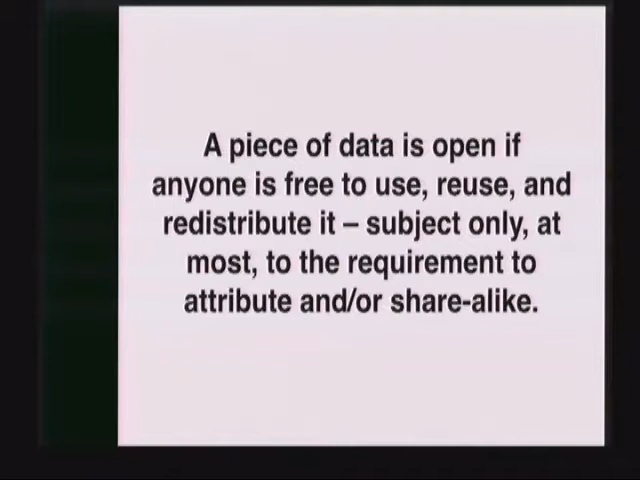 A piece of data is open if
anyone is free to use, reuse, and
redistribute it – subject only, at
most, to the requirement to
attribute and/or share-alike.